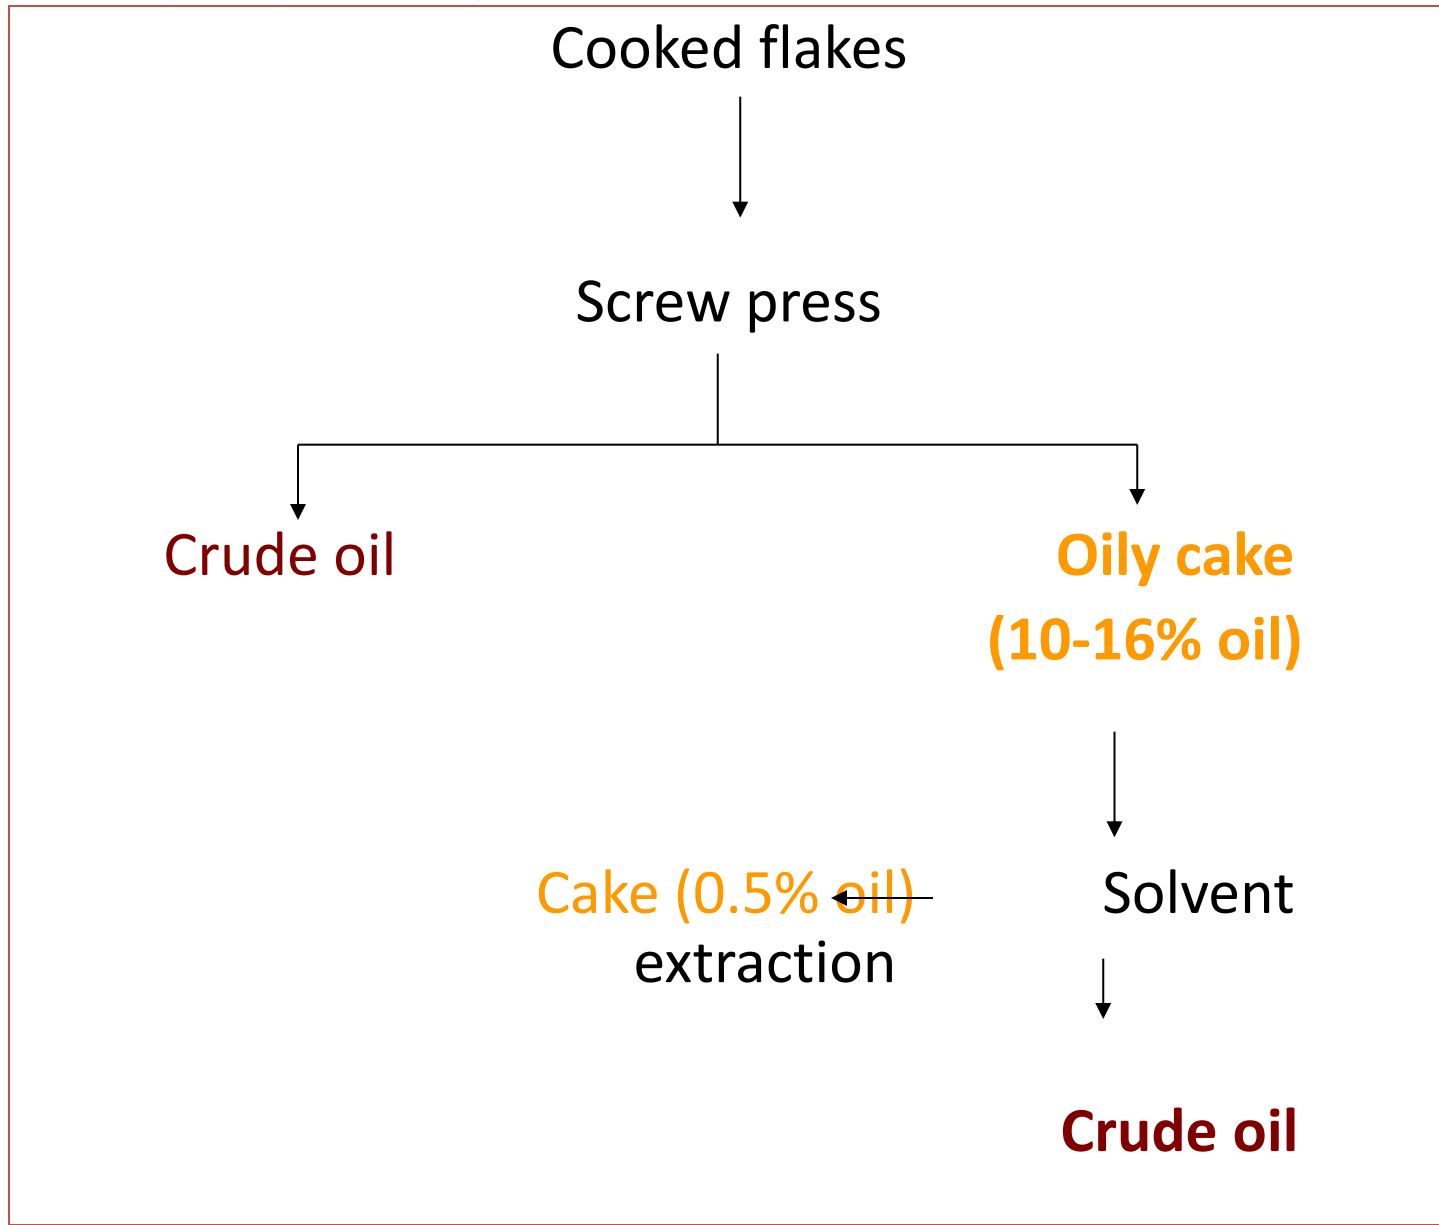 Cooked flakes
Screw press
Crude oil
Oily cake
(10-16% oil)
Cake (0.5% oil)
Solvent
extraction
Crude oil